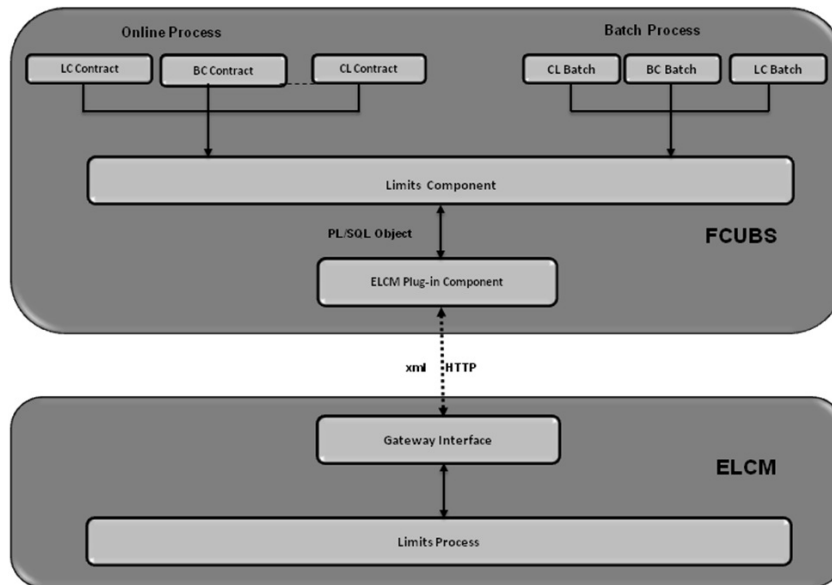 Online Process
Batch Process
LC Contract
BC Contract
CL Contract
CL Batch
BC Batch
LC Batch
Limits Component
PL/SQL Object
FCUBS
ELCM Plug-in Component
xml
HTTP
Gateway Interface
ELCM
Limits Process